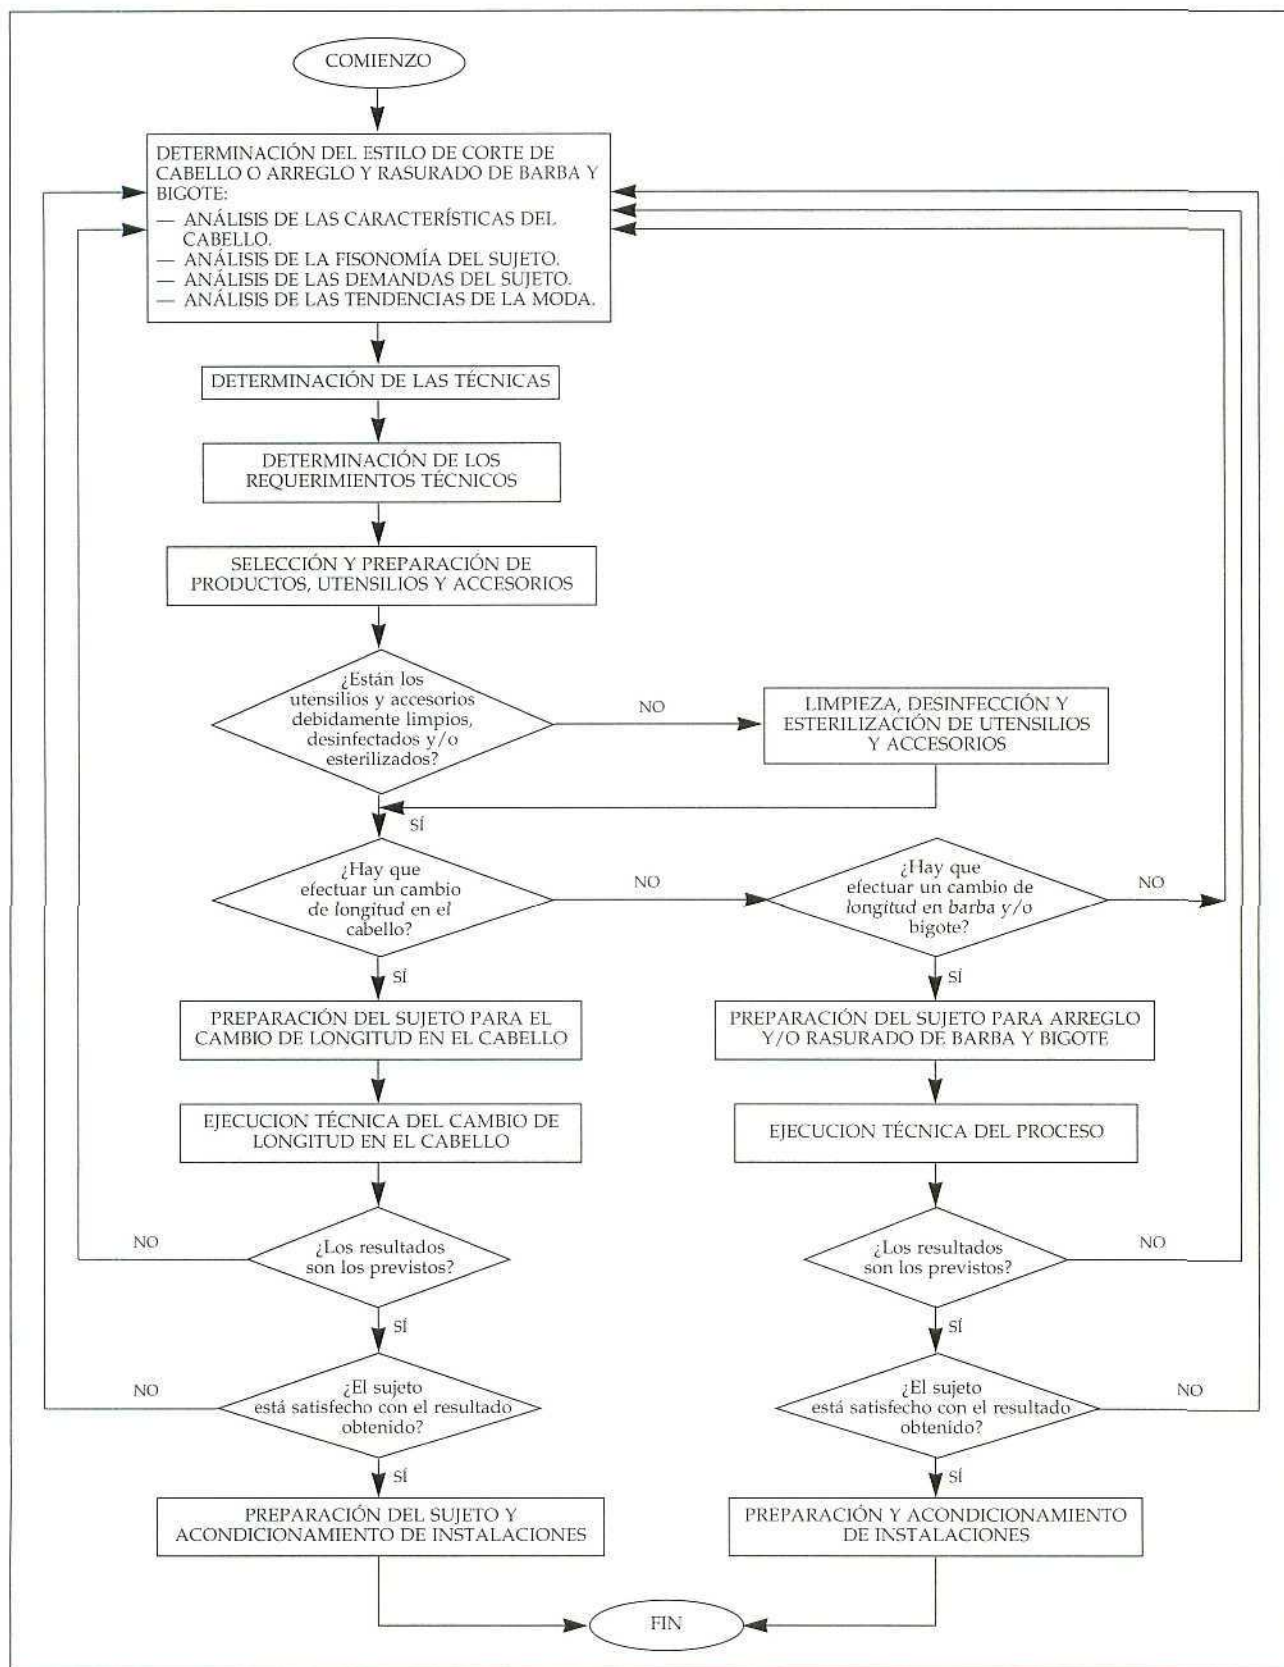 COMIENZO
DETERMINACIÓN DEL ESTILO DE CORTE DE
CABELLO O ARREGLO Y RASURADO DE BARBA Y
BIGOTE:
— ANÁLISIS DE LAS CARACTERÍSTICAS DEL
CABELLO.
— ANÁLISIS DE LA FISONOMÍA DEL SUJETO.
— ANÁLISIS DE LAS DEMANDAS DEL SUJETO.
— ANÁLISIS DE LAS TENDENCIAS DE LA MODA.
DETERMINACIÓN DE LAS TÉCNICAS
DETERMINACIÓN DE LOS
REQUERIMIENTOS TÉCNICOS
SELECCIÓN Y PREPARACIÓN DE
PRODUCTOS, UTENSILIOS Y ACCESORIOS
¿Están los
utensilios y accesorios
debidamente limpios,
desinfectados y/o
esterilizados?
NO
LIMPIEZA, DESINFECCIÓN Y
ESTERILIZACIÓN DE UTENSILIOS
Y ACCESORIOS
SÍ
¿Hay que
efectuar un cambio
de longitud en el
cabello?
NO
¿Hay que
efectuar un cambio de
longitud en barba y/o
bigote?
NO
SÍ
SÍ
PREPARACIÓN DEL SUJETO PARA EL
CAMBIO DE LONGITUD EN EL CABELLO
PREPARACIÓN DEL SUJETO PARA ARREGLO
Y/O RASURADO DE BARBA Y BIGOTE
EJECUCION TÉCNICA DEL CAMBIO DE
LONGITUD EN EL CABELLO
EJECUCION TÉCNICA DEL PROCESO
NO
¿Los resultados
son los previstos?
¿Los resultados
son los previstos?
NO
SÍ
SÍ
NO
¿El sujeto
está satisfecho con el resultado
obtenido?
¿El sujeto
está satisfecho con el resultado
obtenido?
NO
SÍ
SÍ
PREPARACIÓN DEL SUJETO Y
ACONDICIONAMIENTO DE INSTALACIONES
PREPARACIÓN Y ACONDICIONAMIENTO
DE INSTALACIONES
FIN